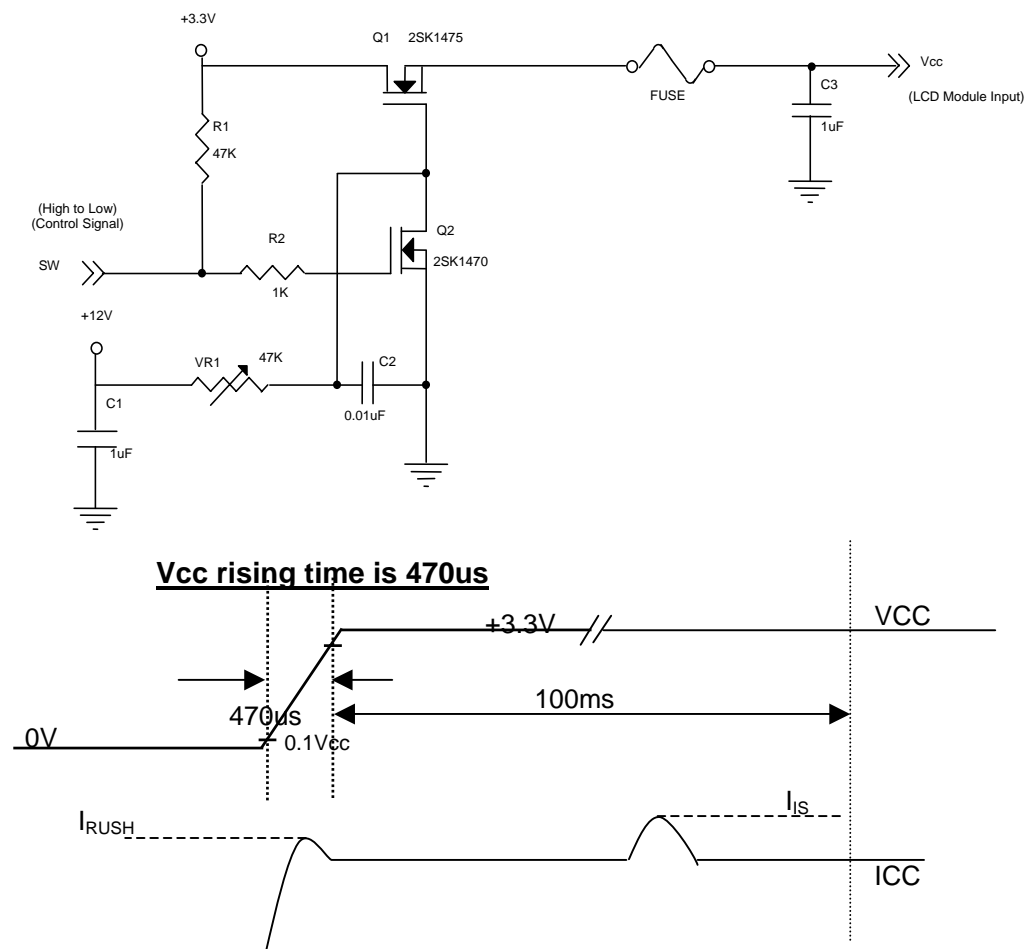 +3.3V
Q1 2SK1475
Vcc
FUSE
C3
(LCD Module Input)
1uF
R1
47K
(High to Low)
(Control Signal)
SW
R2
1K
Q2
2SK1470
+12V
VR1 47K
C2
0.01uF
C1
1uF
Vcc rising time is 470us
+3.3V
VCC
470us
100ms
0V
0.1Vcc
IRUSH
IIS
ICC